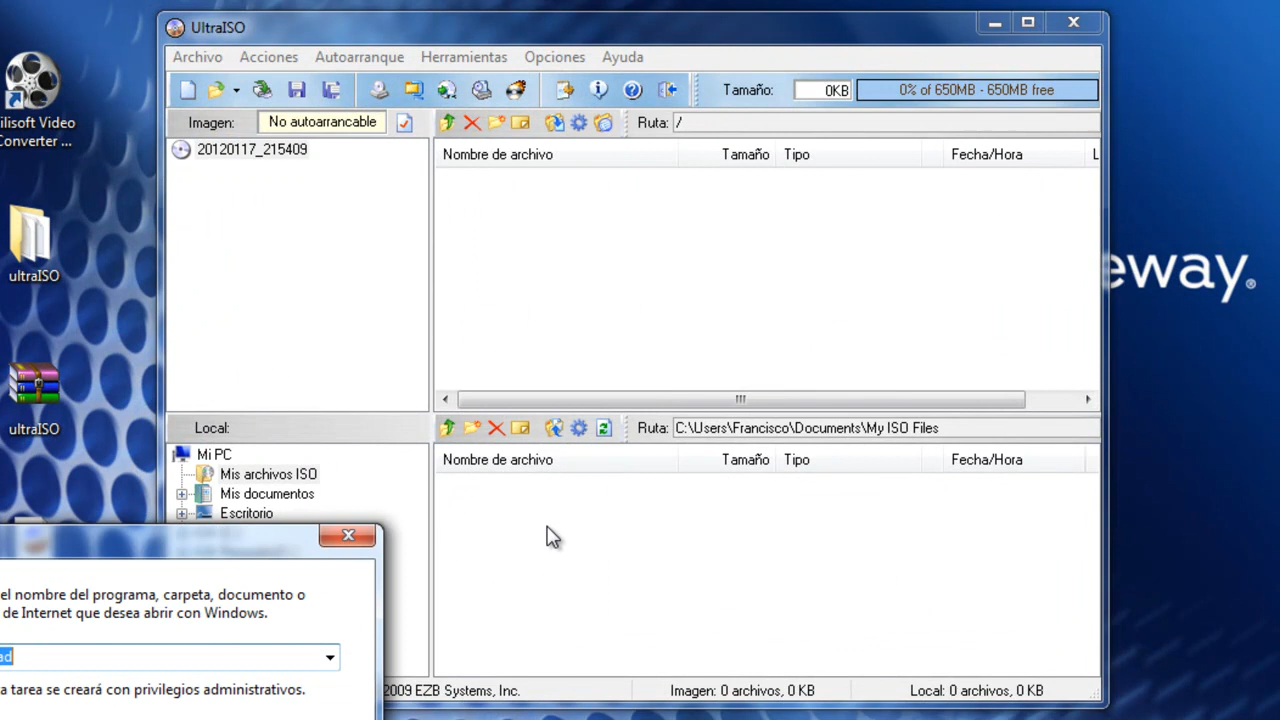 UltraISO
Archivo Acciones Autoarranque Herramientas Opciones Ayuda
Tamaño: 0KB 0% of 650MB - 650MB free
Imagen: No autoarrancable Ruta: /
20120117_215409
Nombre de archivo Tamaño Tipo Fecha/Hora L
ilisoft Video
Converter ...
ultraISO
ultraISO
eway
Local: Ruta: C:\Users\Francisco\Documents\My ISO Files
Mi PC
Mis archivos ISO
Mis documentos
Escritorio
Nombre de archivo Tamaño Tipo Fecha/Hora
el nombre del programa, carpeta, documento o
de Internet que desea abrir con Windows.
ad
a tarea se creará con privilegios administrativos.
2009 EZB Systems, Inc. Imagen: 0 archivos, 0 KB Local: 0 archivos, 0 KB